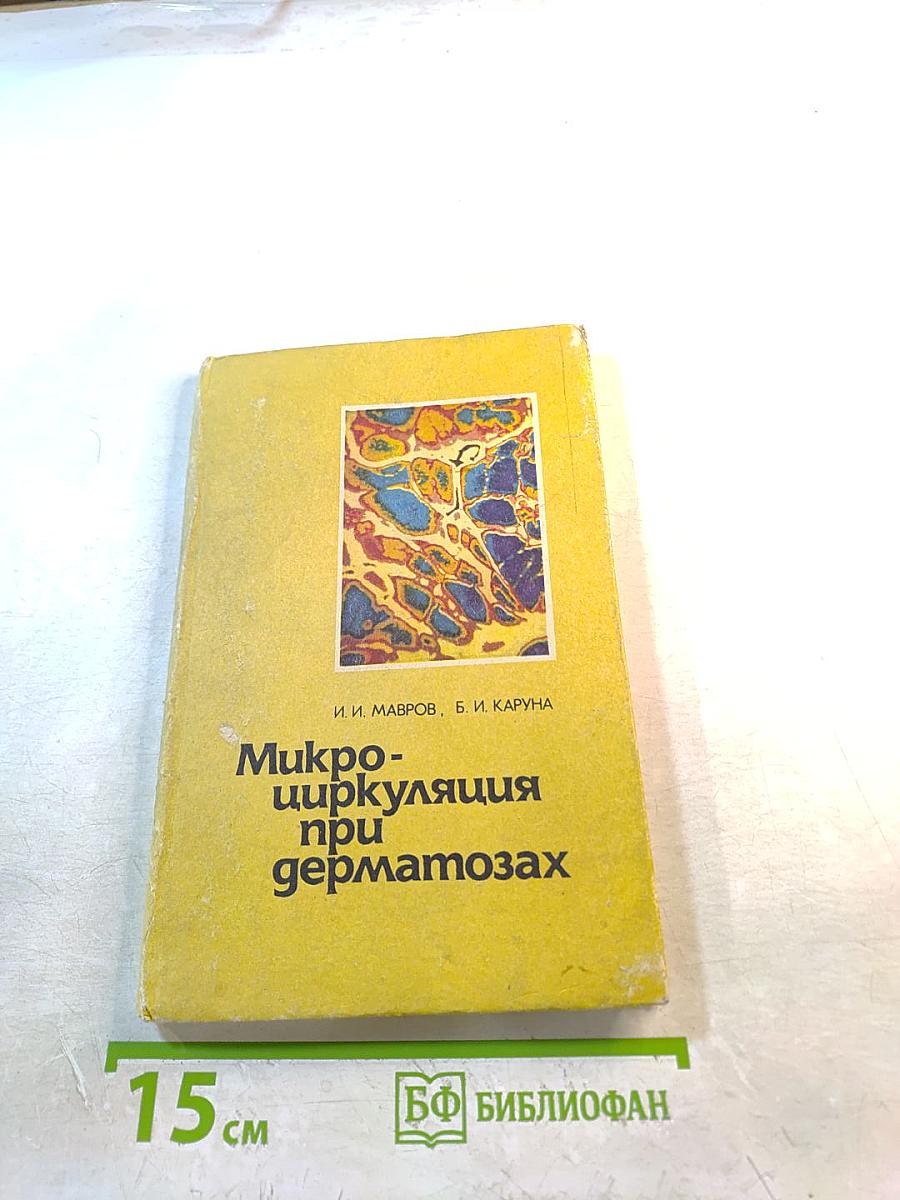 И. И. МАВРОВ, Б. И. КАРУНА
Микро-
циркуляция
при
дерматозах
15 см
БФ БИБЛИОФАН